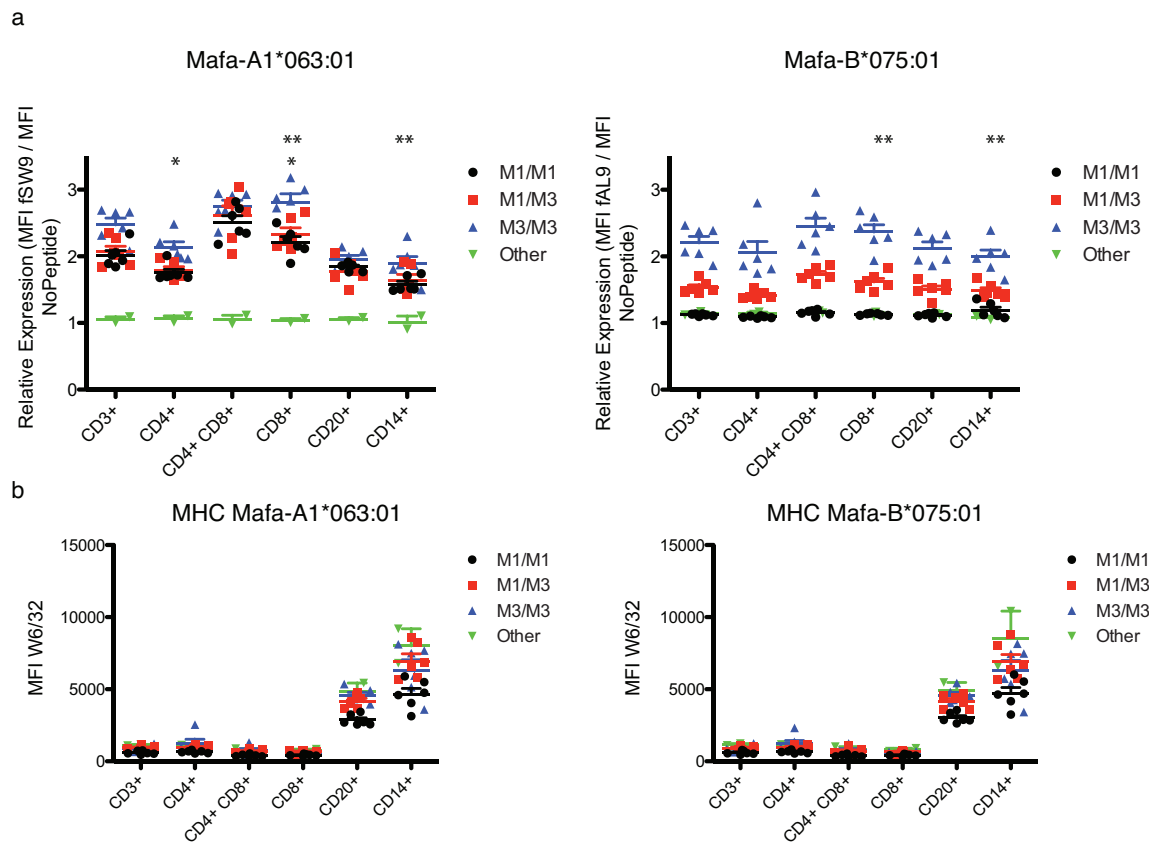 a
Mafa-A1*063:01
Relative Expression (MFI fSW9 / MFI
NoPeptide)
3
2
1
0
*
**
*
**
CD3+
CD4+
CD4+ CD8+
CD8+
CD20+
CD14+
M1/M1
M1/M3
M3/M3
Other
Mafa-B*075:01
Relative Expression (MFI fAL9 / MFI
NoPeptide)
3
2
1
0
**
**
CD3+
CD4+
CD4+ CD8+
CD8+
CD20+
CD14+
M1/M1
M1/M3
M3/M3
Other
b
MHC Mafa-A1*063:01
MFI W6/32
15000
10000
5000
0
CD3+
CD4+
CD4+ CD8+
CD8+
CD20+
CD14+
M1/M1
M1/M3
M3/M3
Other
MHC Mafa-B*075:01
MFI W6/32
15000
10000
5000
0
CD3+
CD4+
CD4+ CD8+
CD8+
CD20+
CD14+
M1/M1
M1/M3
M3/M3
Other